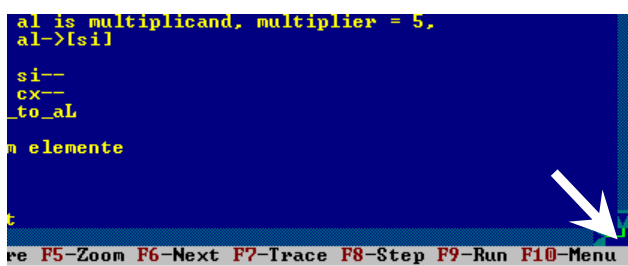 al is multiplicand, multiplier = 5,
al->[si]
si--
cx--
_to_aL
m elemente
t
re F5-Zoom F6-Next F7-Trace F8-Step F9-Run F10-Menu